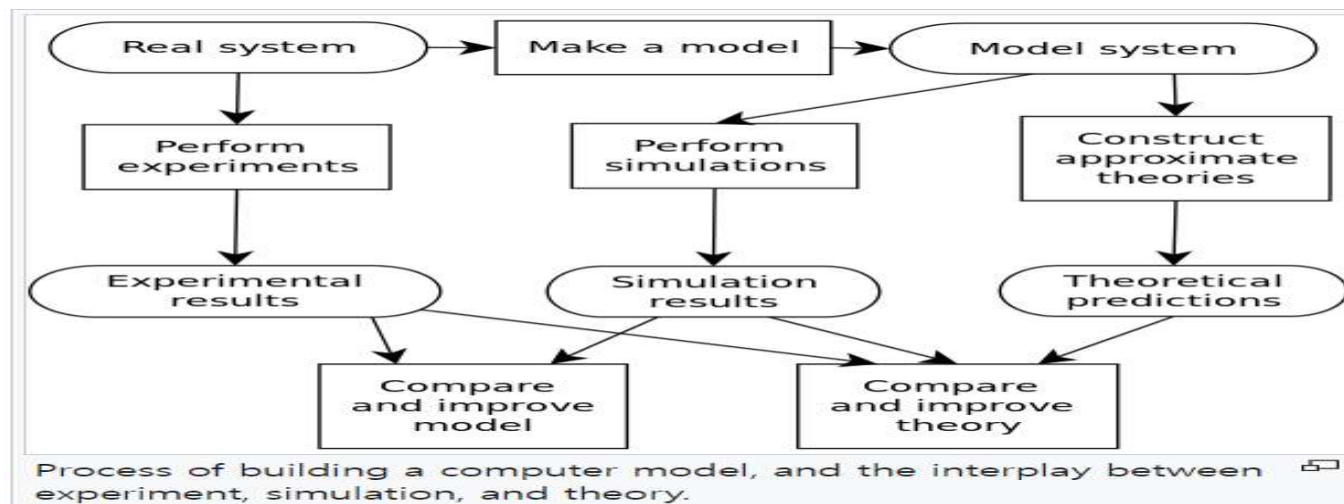 Real system
Make a model
Model system
Perform
experiments
Perform
simulations
Construct
approximate
theories
Experimental
results
Simulation
results
Theoretical
predictions
Compare
and improve
model
Compare
and improve
theory
Process of building a computer model, and the interplay between
experiment, simulation, and theory.